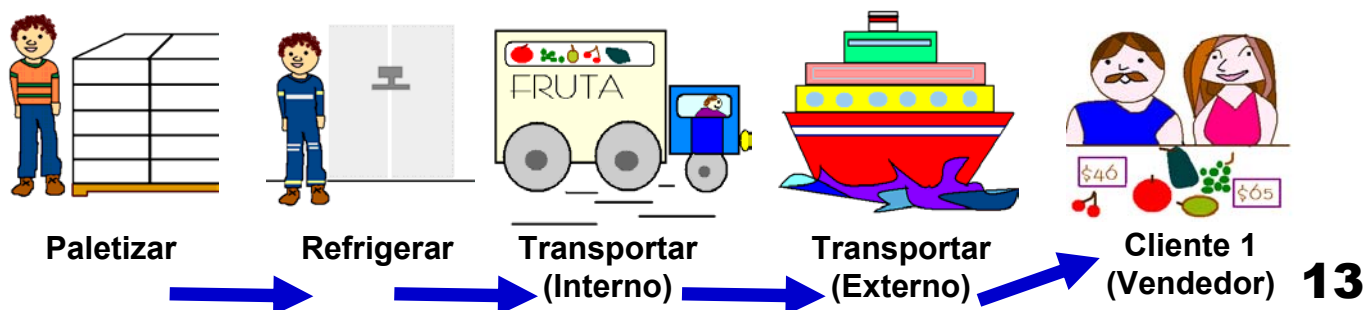 FRUTA
$46
$65
Paletizar
Refrigerar
Transportar
(Interno)
Transportar
(Externo)
Cliente 1
(Vendedor)
13